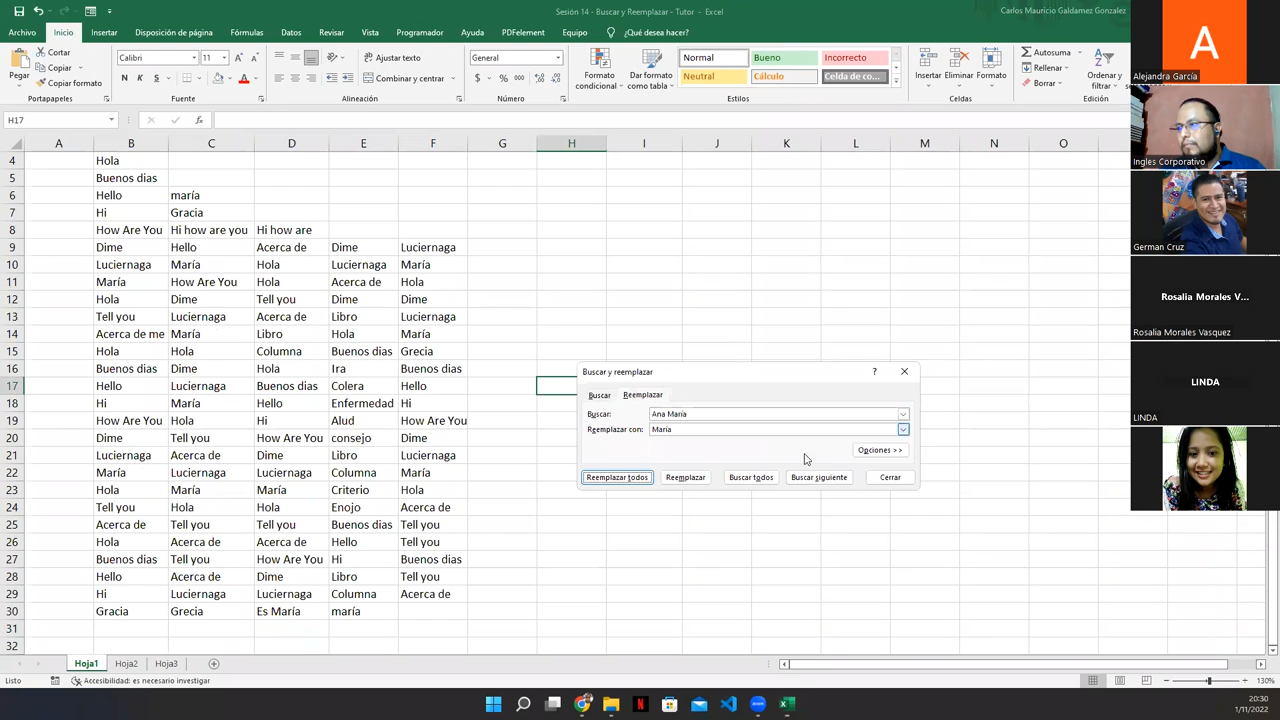 Sesión 14 - Buscar y Reemplazar - Tutor - Excel
Carlos Mauricio Galdamez Gonzalez
Archivo Inicio Insertar Disposición de página Fórmulas Datos Revisar Vista Programador Ayuda PDFelement Equipo ¿Qué desea hacer?
Pegar
Cortar
Copiar
Copiar formato
Portapapeles
Calibri 11
N K S
Fuente
Ajustar texto
Combinar y centrar
Alineación
General
Número
Formato condicional
Dar formato como tabla
Normal Bueno Incorrecto
Neutral Cálculo Celda de co...
Estilos
Insertar Eliminar Formato
Celdas
Autosuma
Rellenar
Borrar
Ordenar y filtrar
Edición
H17
A B C D E F G H I J K L M N O
4 Hola
5 Buenos dias
6 Hello maría
7 Hi Gracia
8 How Are You Hi how are you Hi how are
9 Dime Hello Acerca de Dime Luciernaga
10 Luciernaga María Hola Luciernaga María
11 María How Are You Hola Acerca de Hola
12 Hola Dime Tell you Dime Dime
13 Tell you Luciernaga Acerca de Libro Luciernaga
14 Acerca de me María Libro Hola María
15 Hola Hola Columna Buenos dias Grecia
16 Buenos dias Dime Hola Ira Buenos dias
17 Hello Luciernaga Buenos dias Colera Hello
18 Hi María Hello Enfermedad Hi
19 How Are You Hola Hi Alud How Are You
20 Dime Tell you How Are You consejo Dime
21 Luciernaga Acerca de Dime Libro Luciernaga
22 María Hola Luciernaga Columna María
23 Hola María María Criterio Hola
24 Tell you Hola Hola Enojo Acerca de
25 Acerca de Tell you Tell you Buenos dias Tell you
26 Hola Acerca de Acerca de Hello Tell you
27 Buenos dias Tell you How Are You Hi Buenos dias
28 Hello Acerca de Dime Libro Tell you
29 Hi Luciernaga Luciernaga Columna Acerca de
30 Gracia Grecia Es María maría
31
32
Buscar y reemplazar
Buscar Reemplazar
Buscar: Ana María
Reemplazar con: María
Opciones >>
Reemplazar todos Reemplazar Buscar todos Buscar siguiente Cerrar
A
Alejandra García
Ingles Corporativo
German Cruz
Rosalia Morales V...
Rosalia Morales Vasquez
LINDA
LINDA
Hoja1 Hoja2 Hoja3
Listo Accesibilidad: es necesario investigar
130%
20:30
1/11/2022